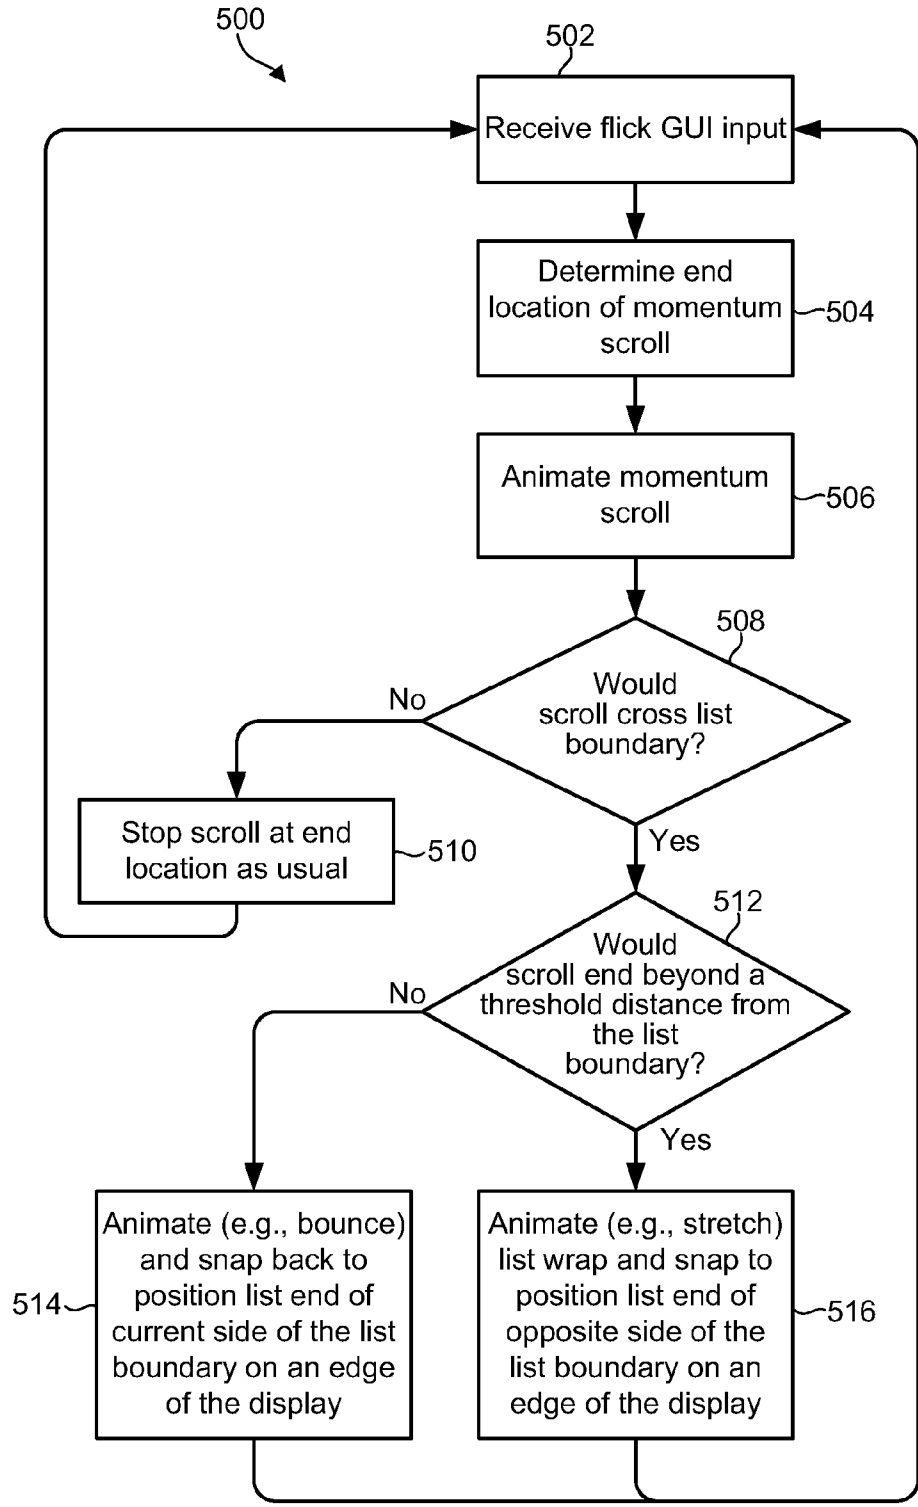 500
502
Receive flick GUI input
Determine end
location of momentum
scroll
504
Animate momentum
scroll
506
508
Would
scroll cross list
boundary?
No
Yes
Stop scroll at end
location as usual
510
512
Would
scroll end beyond a
threshold distance from
the list
boundary?
No
Yes
Animate (e.g., bounce)
and snap back to
position list end of
current side of the list
boundary on an edge
of the display
514
Animate (e.g., stretch)
list wrap and snap to
position list end of
opposite side of the
list boundary on an
edge of the display
516